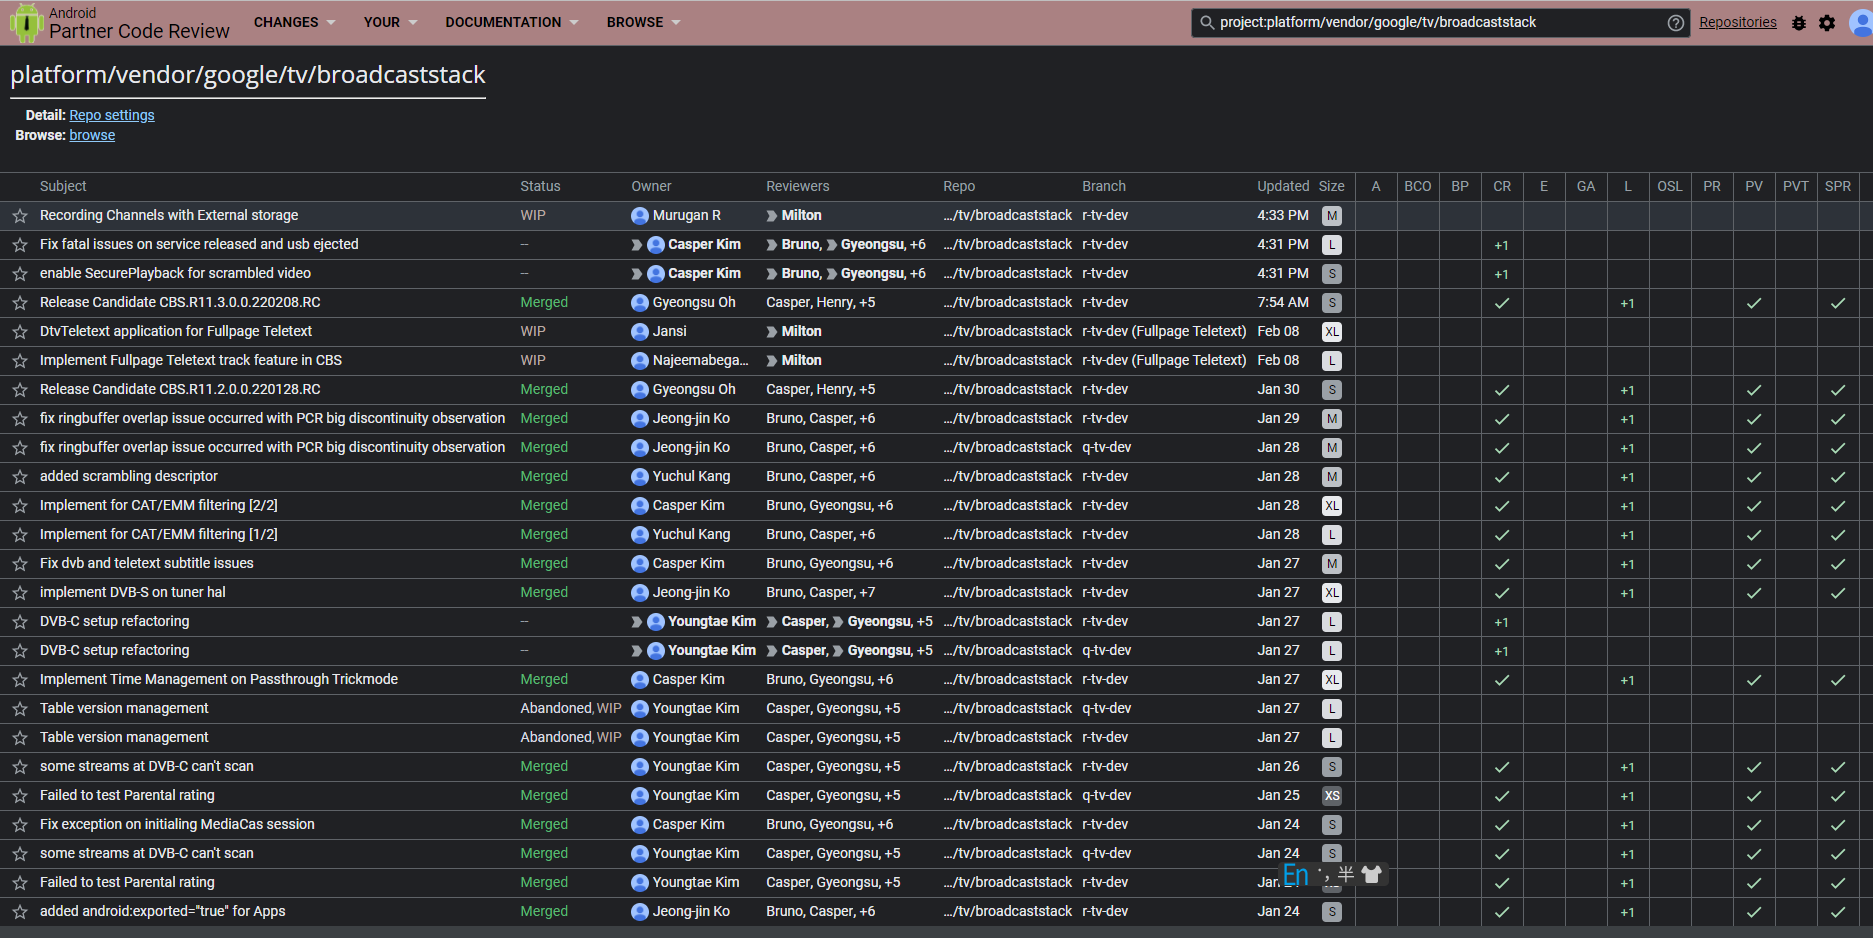 Android
Partner Code Review
CHANGES YOUR DOCUMENTATION BROWSE
project:platform/vendor/google/tv/broadcaststack
Repositories
platform/vendor/google/tv/broadcaststack
Detail: Repo settings
Browse: browse
Subject Status Owner Reviewers Repo Branch Updated Size A BCO BP CR E GA L OSL PR PV PVT SPR
Recording Channels with External storage WIP Murugan R Milton .../tv/broadcaststack r-tv-dev 4:33 PM M
Fix fatal issues on service released and usb ejected -- Casper Kim Bruno, Gyeongsu, +6 .../tv/broadcaststack r-tv-dev 4:31 PM L +1
enable SecurePlayback for scrambled video -- Casper Kim Bruno, Gyeongsu, +6 .../tv/broadcaststack r-tv-dev 4:31 PM S +1
Release Candidate CBS.R11.3.0.0.220208.RC Merged Gyeongsu Oh Casper, Henry, +5 .../tv/broadcaststack r-tv-dev 7:54 AM S ✓ +1 ✓ ✓
DtvTeletext application for Fullpage Teletext WIP Jansi Milton .../tv/broadcaststack r-tv-dev (Fullpage Teletext) Feb 08 XL
Implement Fullpage Teletext track feature in CBS WIP Najeemabega... Milton .../tv/broadcaststack r-tv-dev (Fullpage Teletext) Feb 08 L
Release Candidate CBS.R11.2.0.0.220128.RC Merged Gyeongsu Oh Casper, Henry, +5 .../tv/broadcaststack r-tv-dev Jan 30 S ✓ +1 ✓ ✓
fix ringbuffer overlap issue occurred with PCR big discontinuity observation Merged Jeong-jin Ko Bruno, Casper, +6 .../tv/broadcaststack r-tv-dev Jan 29 M ✓ +1 ✓ ✓
fix ringbuffer overlap issue occurred with PCR big discontinuity observation Merged Jeong-jin Ko Bruno, Casper, +6 .../tv/broadcaststack q-tv-dev Jan 28 M ✓ +1 ✓ ✓
added scrambling descriptor Merged Yuchul Kang Bruno, Casper, +6 .../tv/broadcaststack r-tv-dev Jan 28 M ✓ +1 ✓ ✓
Implement for CAT/EMM filtering [2/2] Merged Casper Kim Bruno, Gyeongsu, +6 .../tv/broadcaststack r-tv-dev Jan 28 XL ✓ +1 ✓ ✓
Implement for CAT/EMM filtering [1/2] Merged Yuchul Kang Bruno, Casper, +6 .../tv/broadcaststack r-tv-dev Jan 28 L ✓ +1 ✓ ✓
Fix dvb and teletext subtitle issues Merged Casper Kim Bruno, Gyeongsu, +6 .../tv/broadcaststack r-tv-dev Jan 27 M ✓ +1 ✓ ✓
implement DVB-S on tuner hal Merged Jeong-jin Ko Bruno, Casper, +7 .../tv/broadcaststack r-tv-dev Jan 27 XL ✓ +1 ✓ ✓
DVB-C setup refactoring -- Youngtae Kim Casper, Gyeongsu, +5 .../tv/broadcaststack r-tv-dev Jan 27 L +1
DVB-C setup refactoring -- Youngtae Kim Casper, Gyeongsu, +5 .../tv/broadcaststack q-tv-dev Jan 27 L +1
Implement Time Management on Passthrough Trickmode Merged Casper Kim Bruno, Gyeongsu, +6 .../tv/broadcaststack r-tv-dev Jan 27 XL ✓ +1 ✓ ✓
Table version management Abandoned, WIP Youngtae Kim Casper, Gyeongsu, +5 .../tv/broadcaststack q-tv-dev Jan 27 L
Table version management Abandoned, WIP Youngtae Kim Casper, Gyeongsu, +5 .../tv/broadcaststack r-tv-dev Jan 27 L
some streams at DVB-C can't scan Merged Youngtae Kim Casper, Gyeongsu, +5 .../tv/broadcaststack r-tv-dev Jan 26 S ✓ +1 ✓ ✓
Failed to test Parental rating Merged Youngtae Kim Casper, Gyeongsu, +5 .../tv/broadcaststack q-tv-dev Jan 25 XS ✓ +1 ✓ ✓
Fix exception on initialing MediaCas session Merged Casper Kim Bruno, Gyeongsu, +6 .../tv/broadcaststack r-tv-dev Jan 24 S ✓ +1 ✓ ✓
some streams at DVB-C can't scan Merged Youngtae Kim Casper, Gyeongsu, +5 .../tv/broadcaststack q-tv-dev Jan 24 S ✓ +1 ✓ ✓
En ·, 半
Failed to test Parental rating Merged Youngtae Kim Casper, Gyeongsu, +5 .../tv/broadcaststack r-tv-dev ✓ +1 ✓ ✓
added android:exported="true" for Apps Merged Jeong-jin Ko Bruno, Casper, +6 .../tv/broadcaststack r-tv-dev Jan 24 S ✓ +1 ✓ ✓